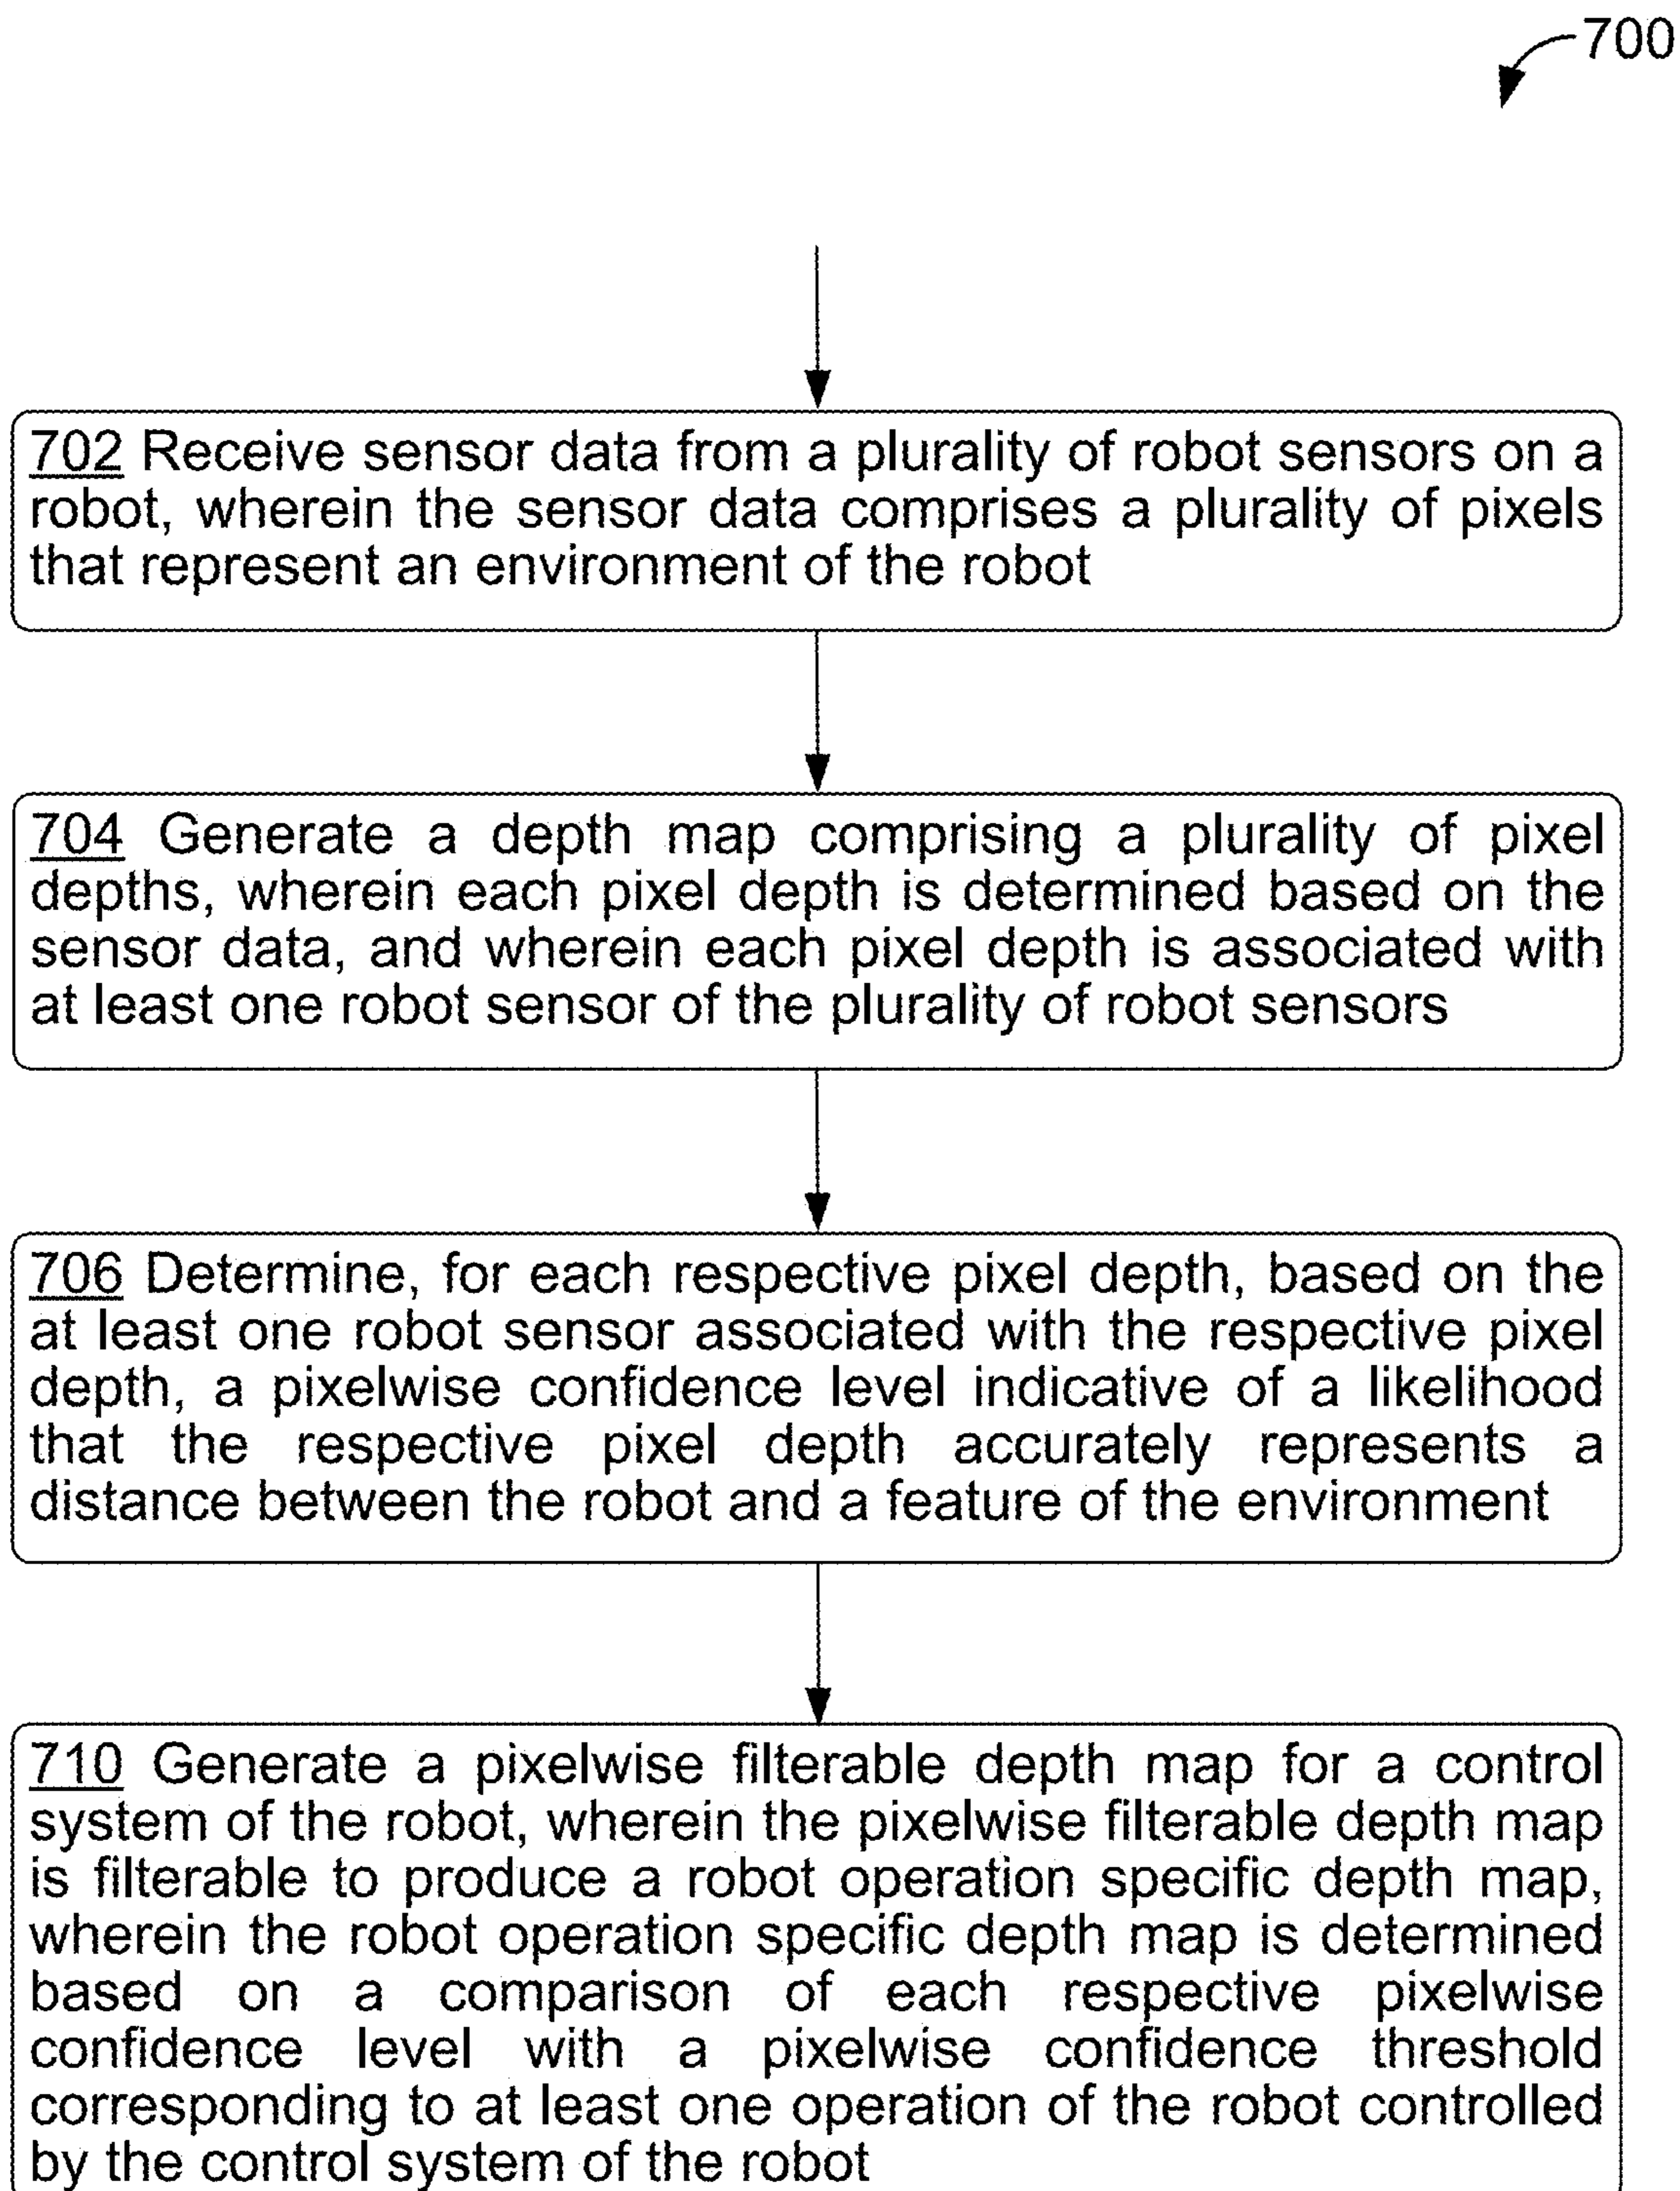 700
702 Receive sensor data from a plurality of robot sensors on a
robot, wherein the sensor data comprises a plurality of pixels
that represent an environment of the robot
704 Generate a depth map comprising a plurality of pixel
depths, wherein each pixel depth is determined based on the
sensor data, and wherein each pixel depth is associated with
at least one robot sensor of the plurality of robot sensors
706 Determine, for each respective pixel depth, based on the
at least one robot sensor associated with the respective pixel
depth, a pixelwise confidence level indicative of a likelihood
that the respective pixel depth accurately represents a
distance between the robot and a feature of the environment
710 Generate a pixelwise filterable depth map for a control
system of the robot, wherein the pixelwise filterable depth map
is filterable to produce a robot operation specific depth map,
wherein the robot operation specific depth map is determined
based on a comparison of each respective pixelwise
confidence level with a pixelwise confidence threshold
corresponding to at least one operation of the robot controlled
by the control system of the robot